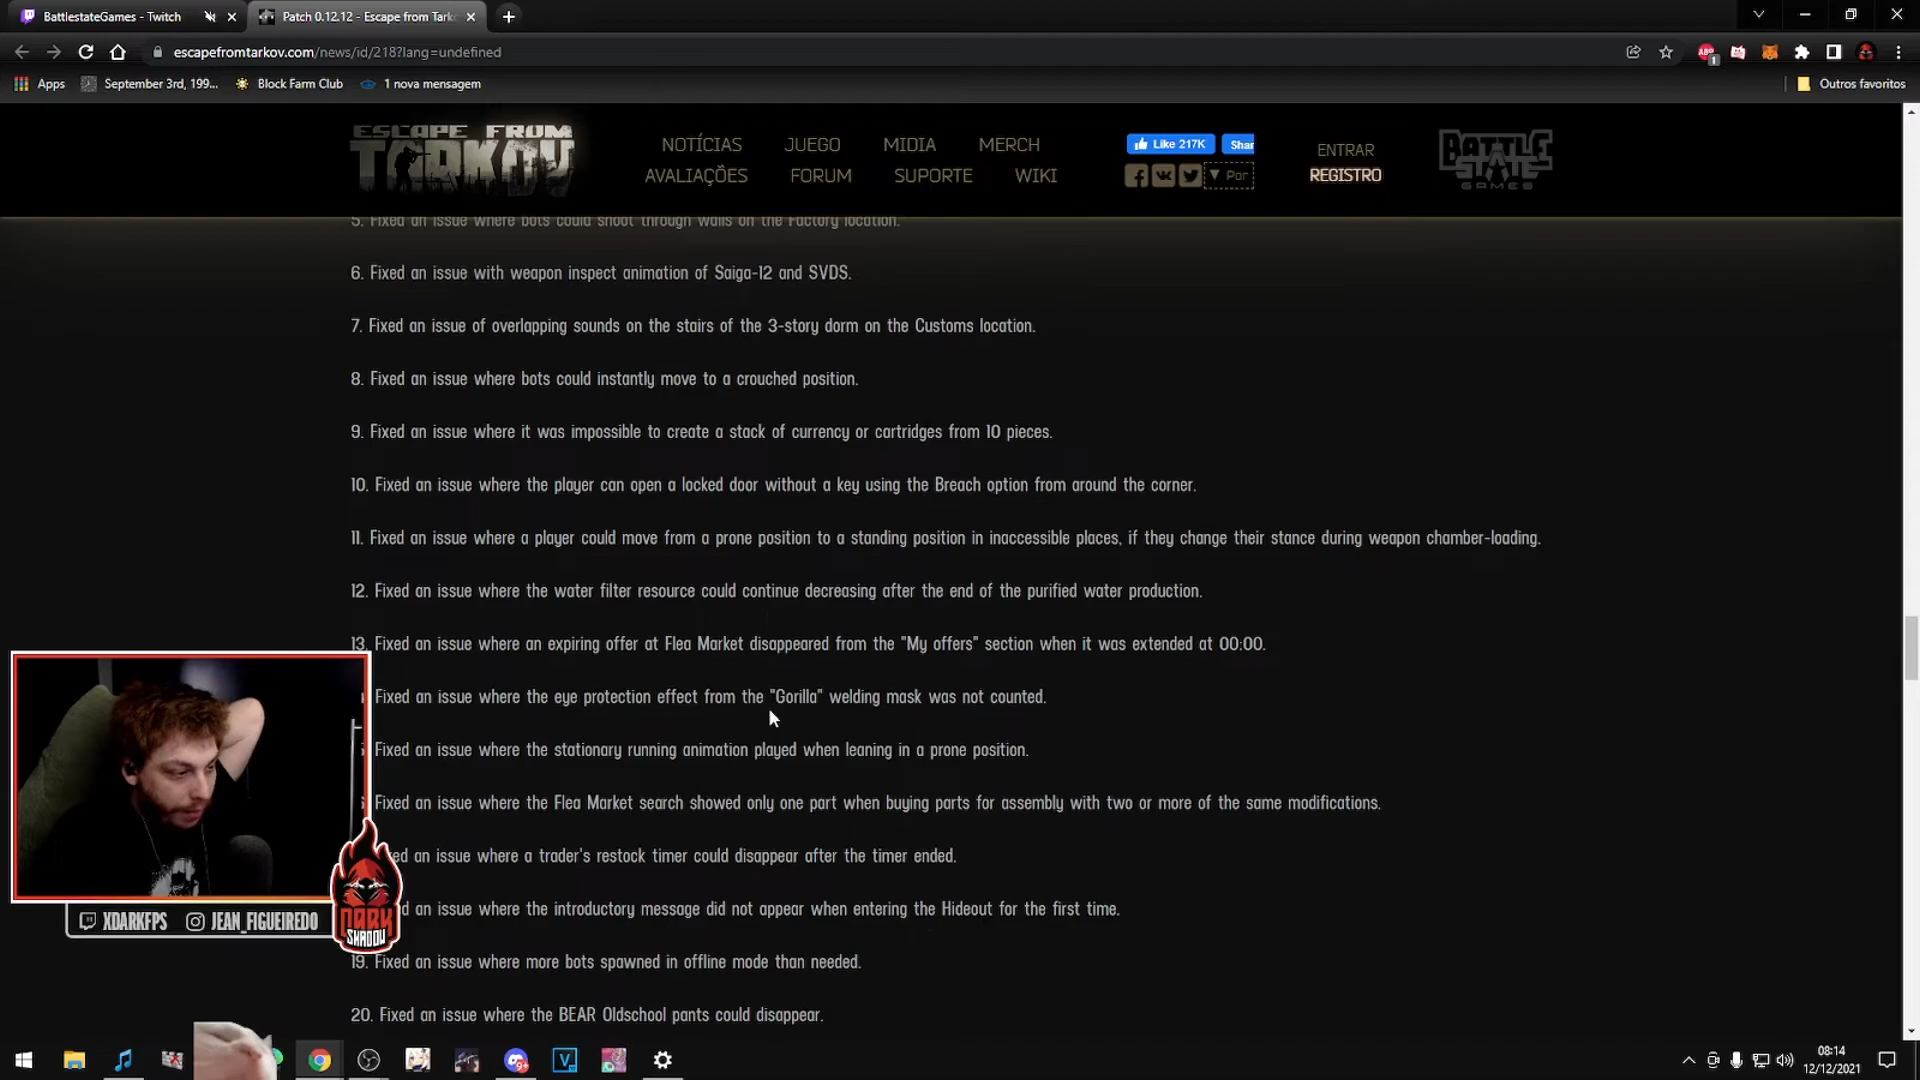 BattlestateGames - Twitch
Patch 0.12.12 - Escape from Tark
escapefromtarkov.com/news/id/218?lang=undefined
ABP
1
Apps
September 3rd, 199...
Block Farm Club
1 nova mensagem
Outros favoritos
ESCAPE FROM
TARKOV
NOTÍCIAS JUEGO MIDIA MERCH
AVALIAÇÕES FORUM SUPORTE WIKI
Like 217K
Shar
Por
ENTRAR
REGISTRO
BATTLE
STATE
GAMES
5. Fixed an issue where bots could shoot through walls on the Factory location.
6. Fixed an issue with weapon inspect animation of Saiga-12 and SVDS.
7. Fixed an issue of overlapping sounds on the stairs of the 3-story dorm on the Customs location.
8. Fixed an issue where bots could instantly move to a crouched position.
9. Fixed an issue where it was impossible to create a stack of currency or cartridges from 10 pieces.
10. Fixed an issue where the player can open a locked door without a key using the Breach option from around the corner.
11. Fixed an issue where a player could move from a prone position to a standing position in inaccessible places, if they change their stance during weapon chamber-loading.
12. Fixed an issue where the water filter resource could continue decreasing after the end of the purified water production.
13. Fixed an issue where an expiring offer at Flea Market disappeared from the "My offers" section when it was extended at 00:00.
Fixed an issue where the eye protection effect from the "Gorilla" welding mask was not counted.
Fixed an issue where the stationary running animation played when leaning in a prone position.
Fixed an issue where the Flea Market search showed only one part when buying parts for assembly with two or more of the same modifications.
ed an issue where a trader's restock timer could disappear after the timer ended.
d an issue where the introductory message did not appear when entering the Hideout for the first time.
19. Fixed an issue where more bots spawned in offline mode than needed.
20. Fixed an issue where the BEAR Oldschool pants could disappear.
XDARKFPS
JEAN_FIGUEIREDO
DARK
SHADOW
9+
V
08:14
12/12/2021